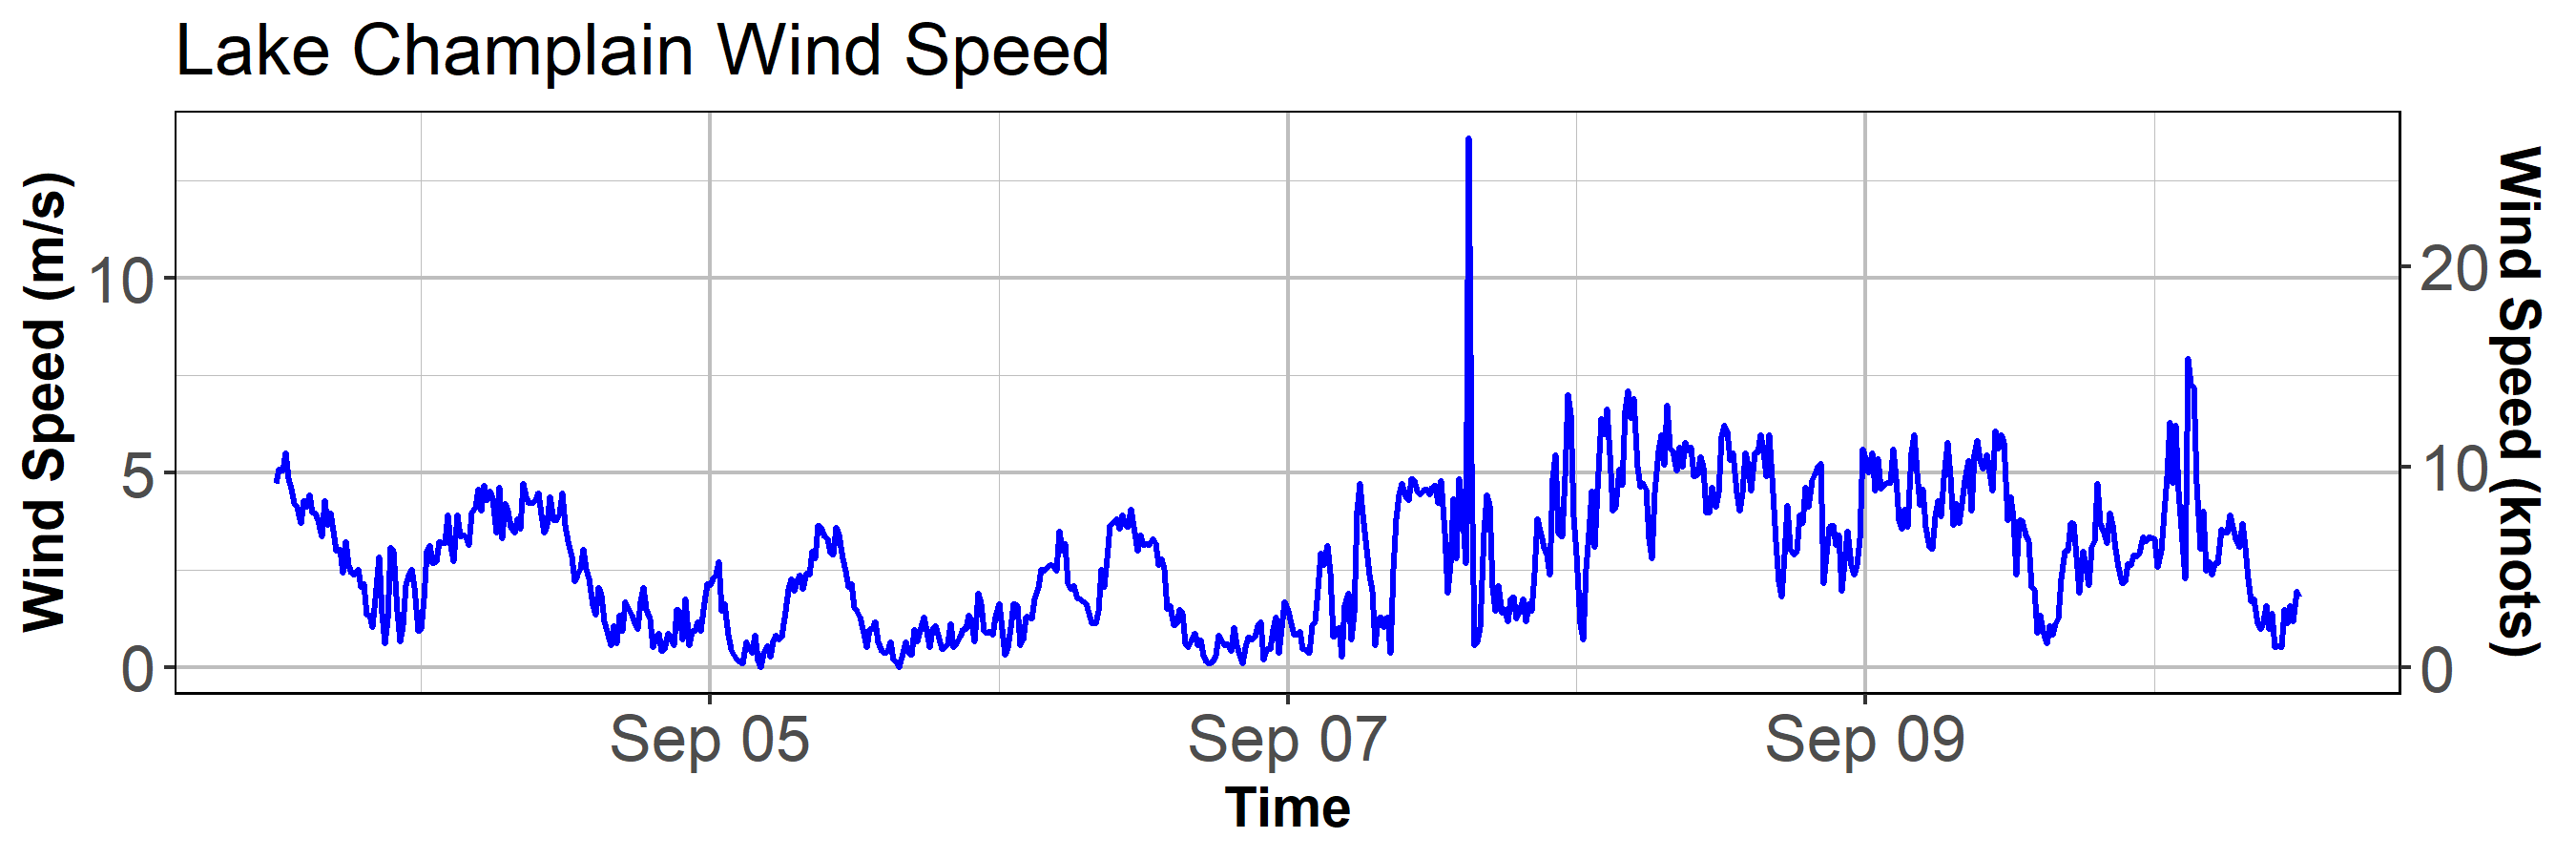 Lake Champlain Wind Speed
Wind Speed (m/s)
10
5
0
20
10
0
Wind Speed (knots)
Sep 05
Sep 07
Sep 09
Time